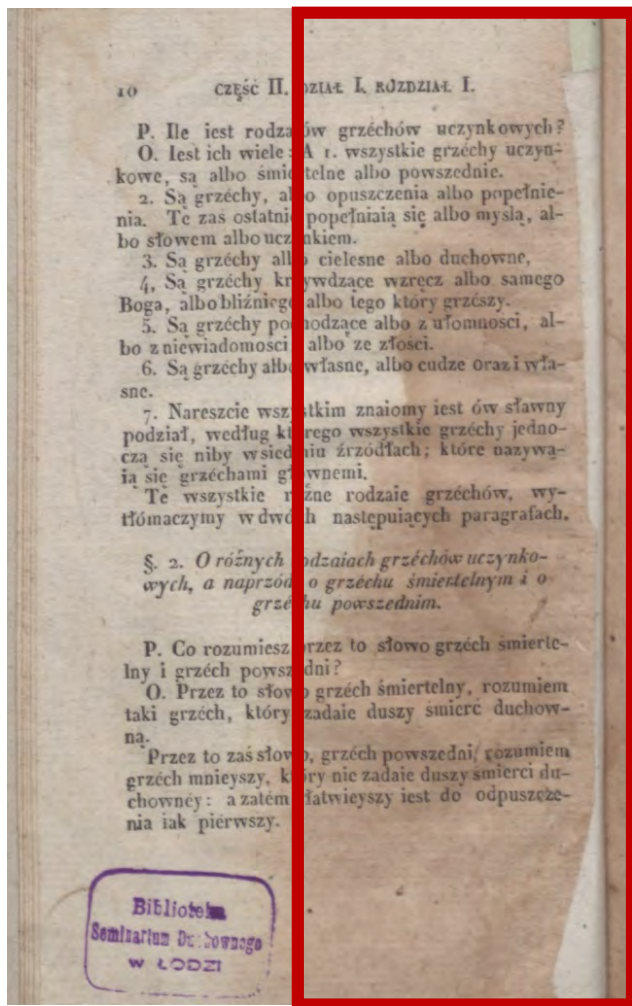 10 CZĘŚĆ II. DZIAŁ I. ROZDZIAŁ I.
P. Ile iest rodzaiów grzéchów uczynkowych?
O. Iest ich wiele: A 1. wszystkie grzéchy uczyn-
kowe, są albo śmiertelne albo powszednie.
2. Są grzéchy, albo opuszczenia albo popełnie-
nia. Te zas ostatnie popełniaią się albo myslą, al-
bo słowem albo uczynkiem.
3. Są grzéchy albo cielesne albo duchowne,
4, Są grzéchy krzywdzące wzręcz albo samego
Boga, albo bliźniego albo tego który grzészy.
5. Są grzéchy pochodzące albo z ułomnosci, al-
bo z niewiadomosci albo ze złości.
6. Są grzéchy albo własne, albo cudze oraz i wła-
sne.
7. Nareszcie wszystkim znaiomy iest ów sławny
podział, według którego wszystkie grzéchy jedno-
czą się niby w siedmiu źrzódłach; które nazywa-
ią się grzéchami głównemi.
Te wszystkie różne rodzaie grzéchów, wy-
tłómaczymy w dwóch następuiących paragrafach.
§. 2. O różnych rodzaiach grzéchów uczynko-
wych, a naprzód o grzéchu śmiertelnym i o
grzéchu powszednim.
P. Co rozumiesz przez to słowo grzéch smierte-
lny i grzéch powszedni?
O. Przez to słowo grzéch śmiertelny, rozumiem
taki grzéch, który zadaie duszy smierć duchow-
ną.
Przez to zaś słowo, grzéch powszedni, rozumiem
grzéch mnieyszy, który nie zadaie duszy śmierci du-
chownéy: a zatém łatwieyszy iest do odpuszcze-
nia iak piérwszy.
Biblioteka
Seminarium Duchownego
W ŁODZI